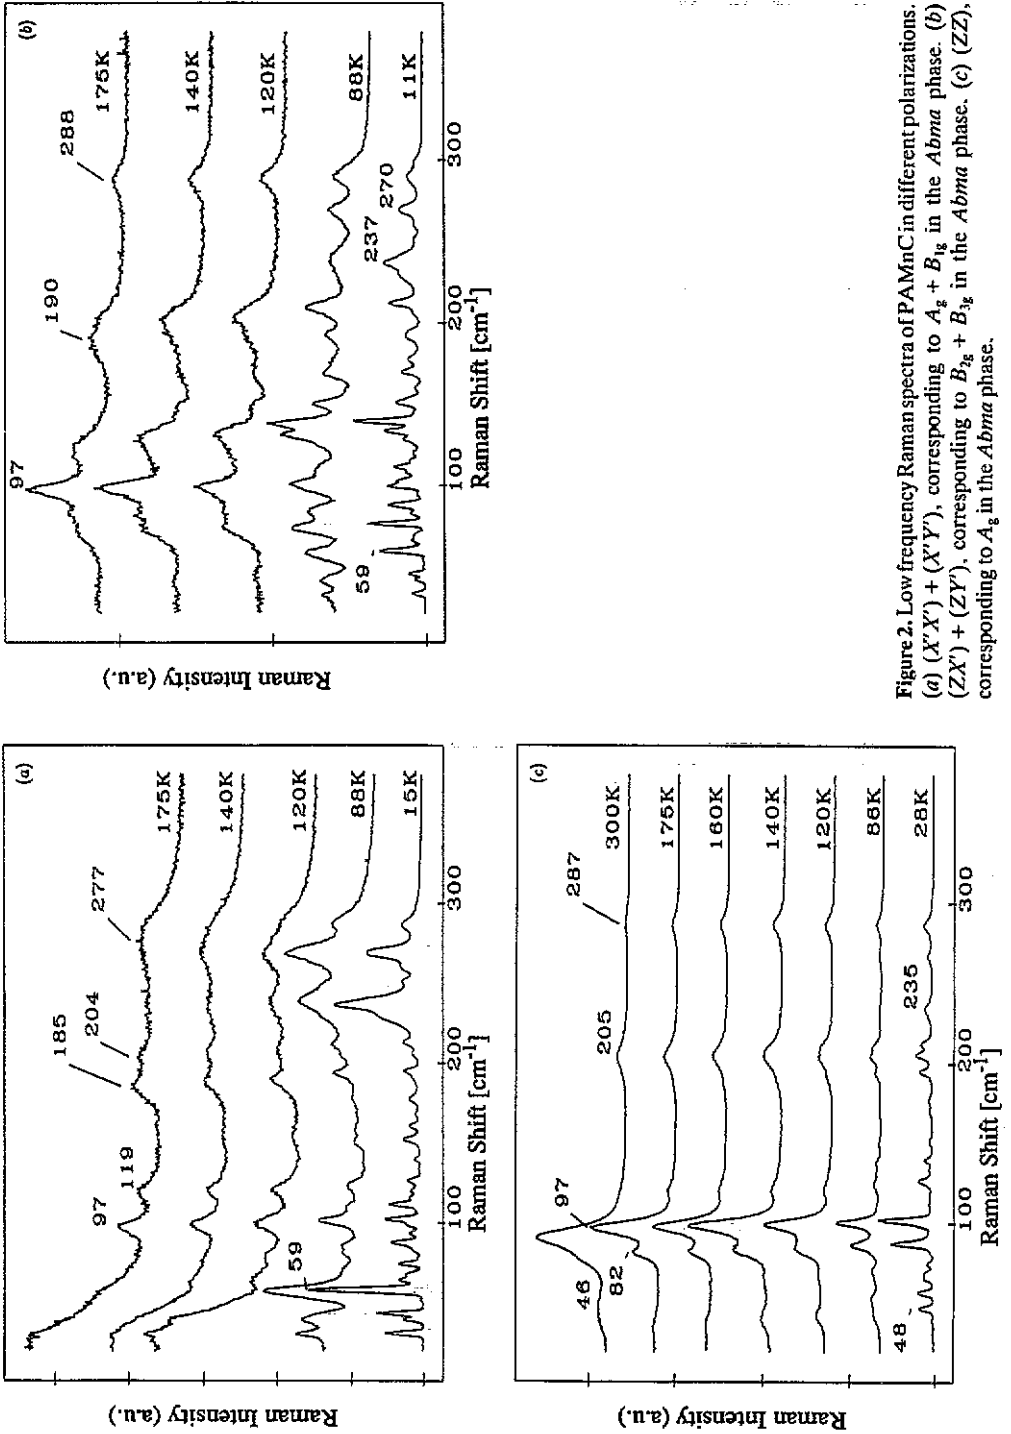 (a)
175K
140K
120K
88K
15K
97
119
185
204
277
59
100
200
300
Raman Shift [cm⁻¹]
Raman Intensity (a.u.)
(b)
175K
140K
120K
88K
11K
97
190
288
59
237
270
100
200
300
Raman Shift [cm⁻¹]
Raman Intensity (a.u.)
(c)
300K
175K
160K
140K
120K
88K
28K
46
82
97
205
287
48
235
100
200
300
Raman Shift [cm⁻¹]
Raman Intensity (a.u.)
Figure 2. Low frequency Raman spectra of PAMnC in different polarizations.
(a) (X'X') + (X'Y'), corresponding to A_g + B_1g in the Abma phase. (b)
(ZX') + (ZY'), corresponding to B_2g + B_3g in the Abma phase. (c) (ZZ),
corresponding to A_g in the Abma phase.